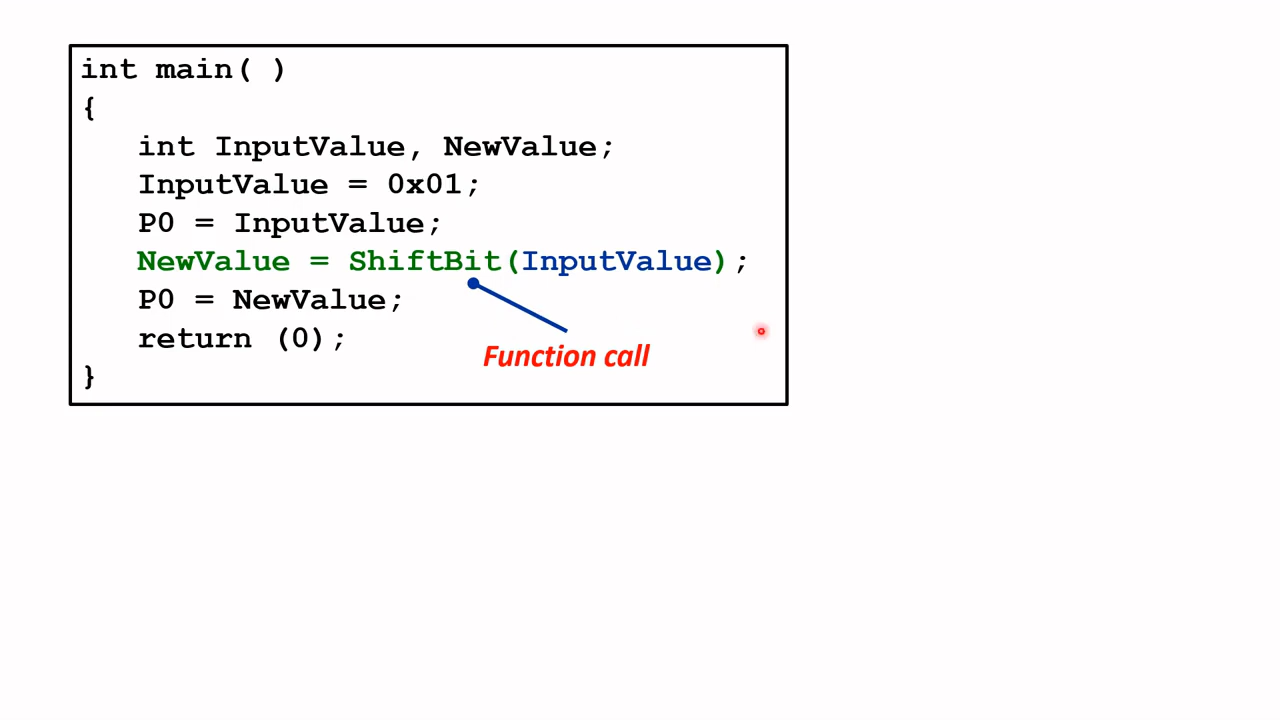 int main( )
{
int InputValue, NewValue;
InputValue = 0x01;
P0 = InputValue;
NewValue = ShiftBit(InputValue);
P0 = NewValue;
return (0);
Function call
}